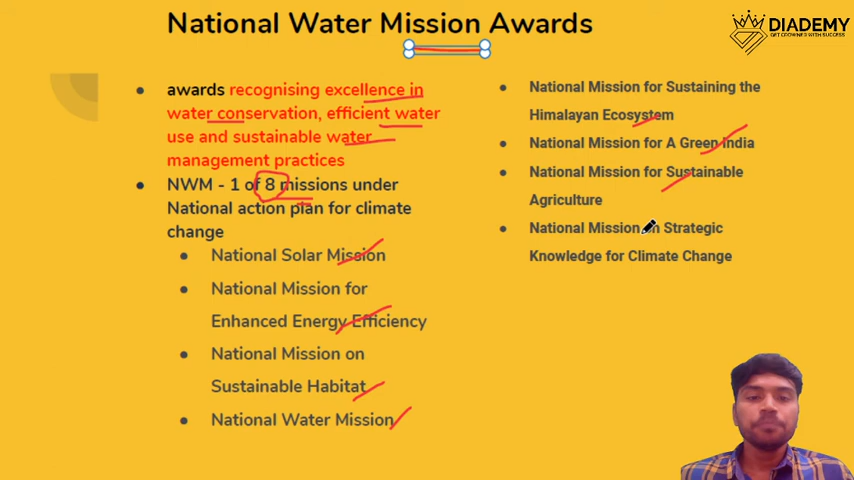 National Water Mission Awards
DIADEMY
GET CROWNED WITH SUCCESS
awards recognising excellence in
water conservation, efficient water
use and sustainable water
management practices
NWM - 1 of 8 missions under
National action plan for climate
change
National Solar Mission
National Mission for
Enhanced Energy Efficiency
National Mission on
Sustainable Habitat
National Water Mission
National Mission for Sustaining the
Himalayan Ecosystem
National Mission for A Green India
National Mission for Sustainable
Agriculture
National Mission on Strategic
Knowledge for Climate Change